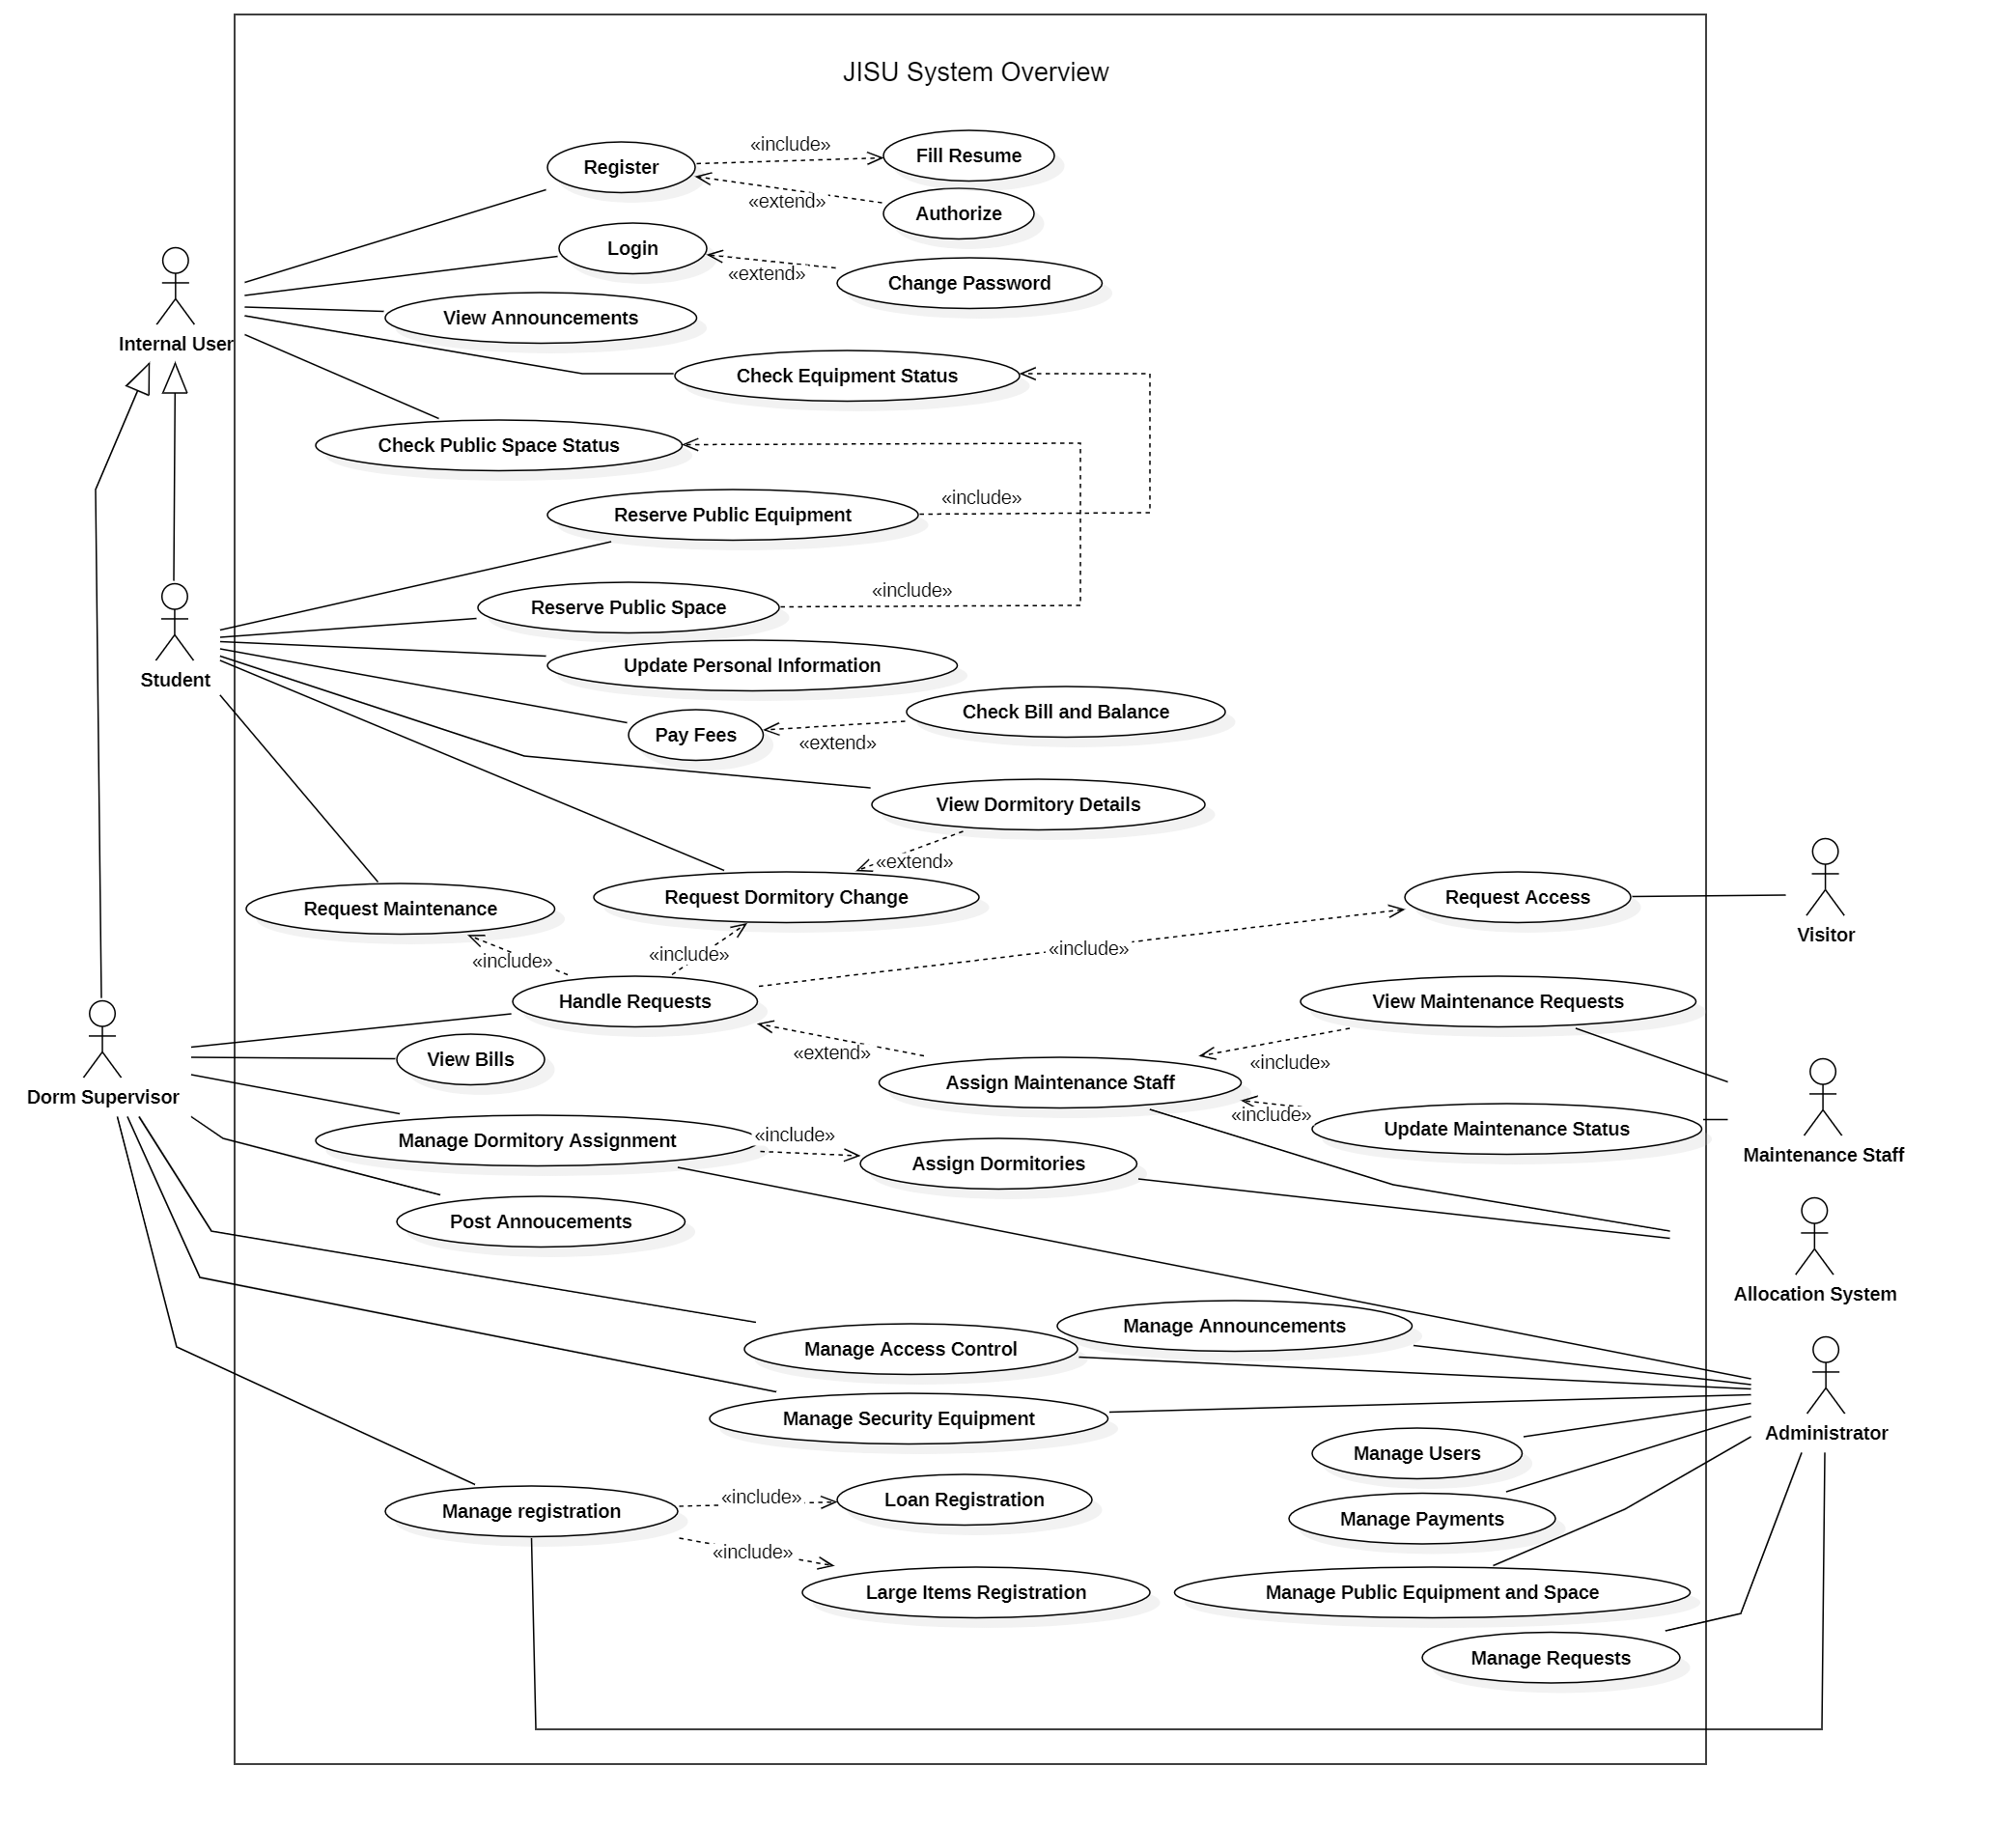 JISU System Overview
«include»
Fill Resume
Register
«extend»
Authorize
Login
«extend»
Change Password
View Announcements
Internal User
Check Equipment Status
Check Public Space Status
«include»
Reserve Public Equipment
«include»
Reserve Public Space
Update Personal Information
Student
Check Bill and Balance
Pay Fees
«extend»
View Dormitory Details
«extend»
Request Dormitory Change
Request Access
Request Maintenance
Visitor
«include»
«include»
«include»
Handle Requests
View Maintenance Requests
«extend»
View Bills
«include»
Assign Maintenance Staff
Dorm Supervisor
«include»
Update Maintenance Status
«include»
Manage Dormitory Assignment
Maintenance Staff
Assign Dormitories
Post Annoucements
Allocation System
Manage Announcements
Manage Access Control
Manage Security Equipment
Administrator
Manage Users
«include»
Loan Registration
Manage registration
Manage Payments
«include»
Large Items Registration
Manage Public Equipment and Space
Manage Requests